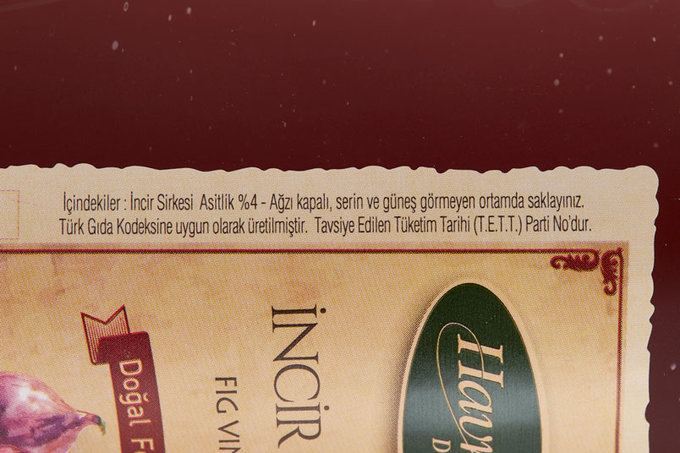 İçindekiler : İncir Sirkesi Asitlik %4 - Ağzı kapalı, serin ve güneş görmeyen ortamda saklayınız.
Türk Gıda Kodeksine uygun olarak üretilmiştir. Tavsiye Edilen Tüketim Tarihi (T.E.T.T.) Parti No'dur.
İNCİR
FIG
Doğal